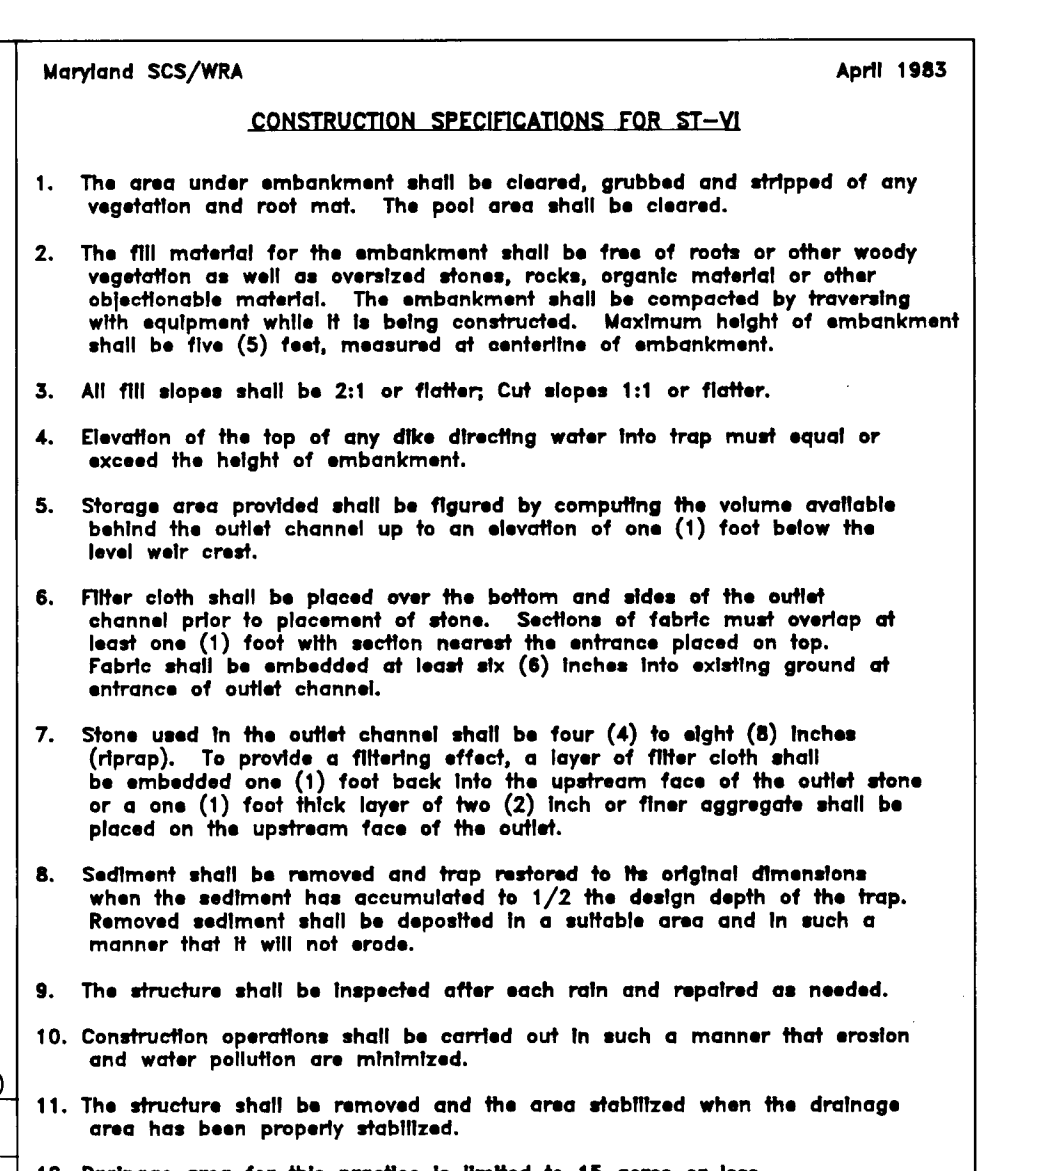 Maryland SCS/WRA April 1983
CONSTRUCTION SPECIFICATIONS FOR ST-VI
1. The area under embankment shall be cleared, grubbed and stripped of any
vegetation and root mat. The pool area shall be cleared.
2. The fill material for the embankment shall be free of roots or other woody
vegetation as well as oversized stones, rocks, organic material or other
objectionable material. The embankment shall be compacted by traversing
with equipment while it is being constructed. Maximum height of embankment
shall be five (5) feet, measured at centerline of embankment.
3. All fill slopes shall be 2:1 or flatter; Cut slopes 1:1 or flatter.
4. Elevation of the top of any dike directing water into trap must equal or
exceed the height of embankment.
5. Storage area provided shall be figured by computing the volume available
behind the outlet channel up to an elevation of one (1) foot below the
level weir crest.
6. Filter cloth shall be placed over the bottom and sides of the outlet
channel prior to placement of stone. Sections of fabric must overlap at
least one (1) foot with section nearest the entrance placed on top.
Fabric shall be embedded at least six (6) inches into existing ground at
entrance of outlet channel.
7. Stone used in the outlet channel shall be four (4) to eight (8) inches
(riprap). To provide a filtering effect, a layer of filter cloth shall
be embedded one (1) foot back into the upstream face of the outlet stone
or a one (1) foot thick layer of two (2) inch or finer aggregate shall be
placed on the upstream face of the outlet.
8. Sediment shall be removed and trap restored to its original dimensions
when the sediment has accumulated to 1/2 the design depth of the trap.
Removed sediment shall be deposited in a suitable area and in such a
manner that it will not erode.
9. The structure shall be inspected after each rain and repaired as needed.
10. Construction operations shall be carried out in such a manner that erosion
and water pollution are minimized.
)
11. The structure shall be removed and the area stabilized when the drainage
area has been properly stabilized.
12. Drainage area for this practice is limited to 15 acres or less.